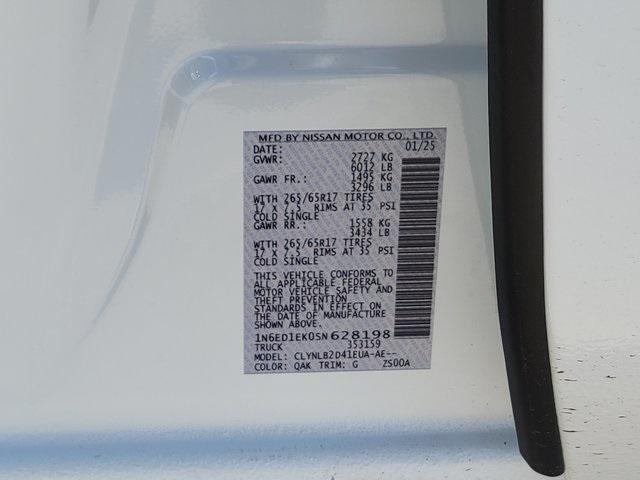 MFD BY NISSAN MOTOR CO., LTD
DATE: 01/25
GVWR: 2727 KG
6012 LB
GAWR FR.: 1495 KG
3296 LB
WITH 265/65R17 TIRES
17 x 7.5 RIMS AT 35 PSI
COLD SINGLE
GAWR RR.: 1558 KG
3434 LB
WITH 265/65R17 TIRES
17 x 7.5 RIMS AT 35 PSI
COLD SINGLE
THIS VEHICLE CONFORMS TO
ALL APPLICABLE FEDERAL
MOTOR VEHICLE SAFETY AND
THEFT PREVENTION
STANDARDS IN EFFECT ON
THE DATE OF MANUFACTURE
SHOWN ABOVE.
1N6ED1EK0SN628198
TRUCK 353159
MODEL: CLYNLB2D41EUA-AE--
COLOR: QAK TRIM: G ZS00A